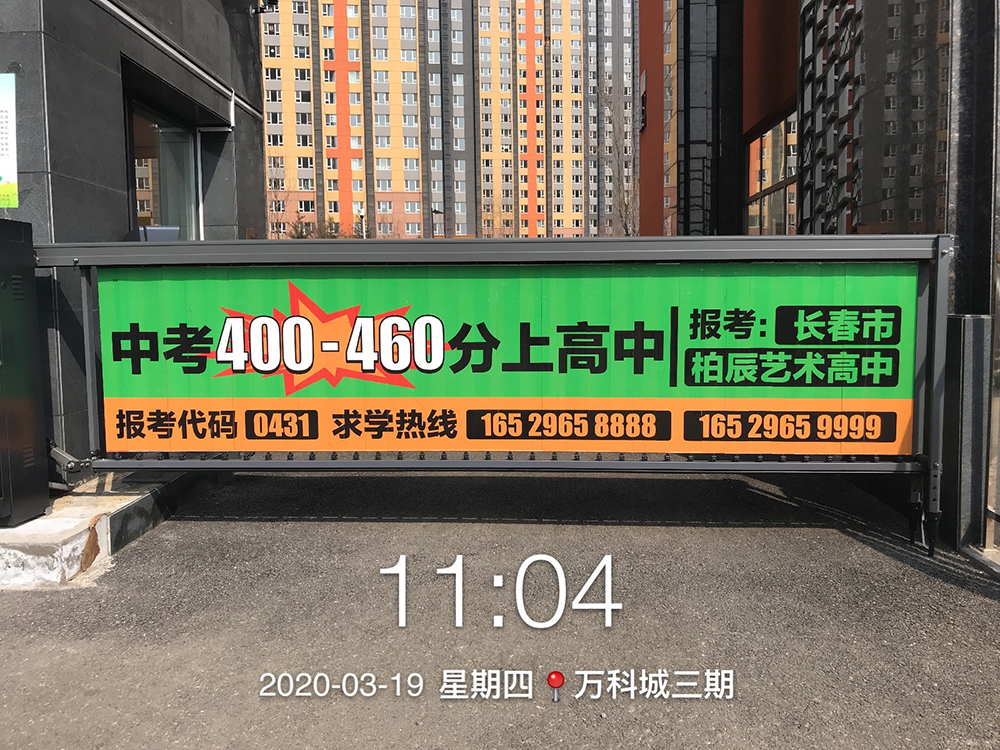 中考400-460分上高中
报考：长春市
柏辰艺术高中
报考代码 0431 求学热线 165 2965 8888 165 2965 9999
11:04
2020-03-19 星期四 万科城三期